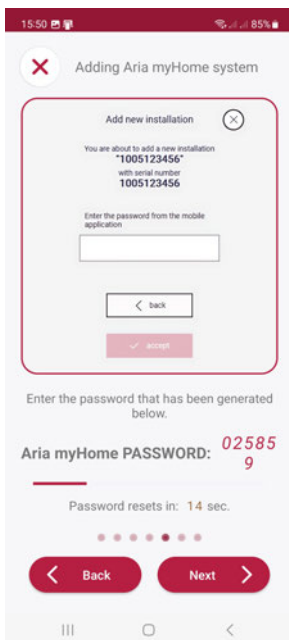 15:50 85%
Adding Aria myHome system
Add new installation
You are about to add a new installation
"1005123456"
with serial number
1005123456
Enter the password from the mobile
application
back
accept
Enter the password that has been generated
below.
Aria myHome PASSWORD: 02585
9
Password resets in: 14 sec.
Back Next